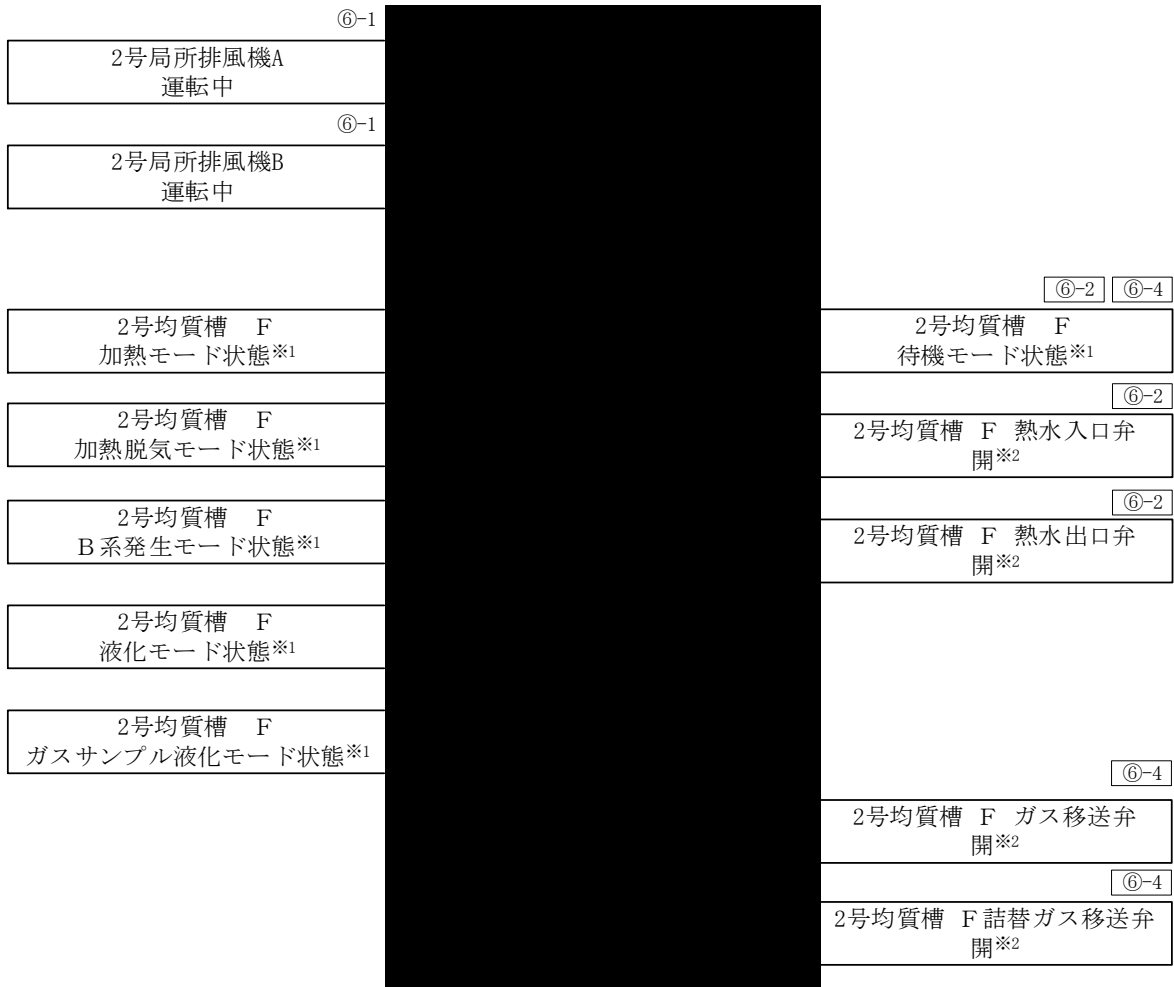 ⑥-1
2号局所排風機A
運転中
⑥-1
2号局所排風機B
運転中
2号均質槽　F
加熱モード状態※1
2号均質槽　F
加熱脱気モード状態※1
2号均質槽　F
B系発生モード状態※1
2号均質槽　F
液化モード状態※1
2号均質槽　F
ガスサンプル液化モード状態※1
⑥-2 ⑥-4
2号均質槽　F
待機モード状態※1
⑥-2
2号均質槽 F 熱水入口弁
開※2
⑥-2
2号均質槽 F 熱水出口弁
開※2
⑥-4
2号均質槽 F ガス移送弁
開※2
⑥-4
2号均質槽 F詰替ガス移送弁
開※2